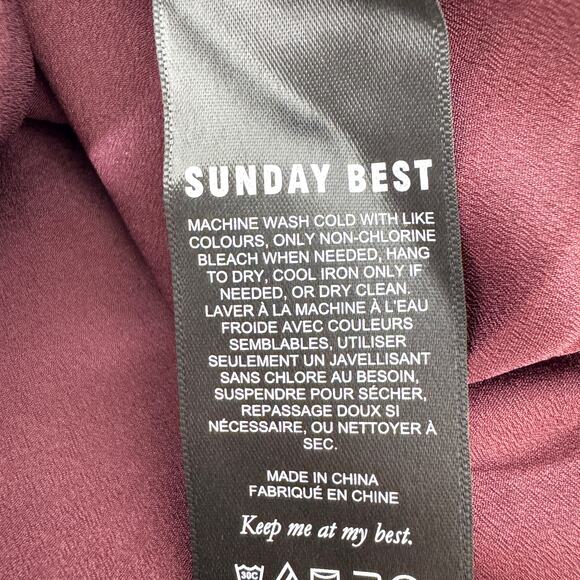 SUNDAY BEST
MACHINE WASH COLD WITH LIKE
COLOURS, ONLY NON-CHLORINE
BLEACH WHEN NEEDED, HANG
TO DRY, COOL IRON ONLY IF
NEEDED, OR DRY CLEAN.
LAVER À LA MACHINE À L'EAU
FROIDE AVEC COULEURS
SEMBLABLES, UTILISER
SEULEMENT UN JAVELLISANT
SANS CHLORE AU BESOIN,
SUSPENDRE POUR SÉCHER,
REPASSAGE DOUX SI
NÉCESSAIRE, OU NETTOYER À
SEC.
MADE IN CHINA
FABRIQUÉ EN CHINE
Keep me at my best.
30C